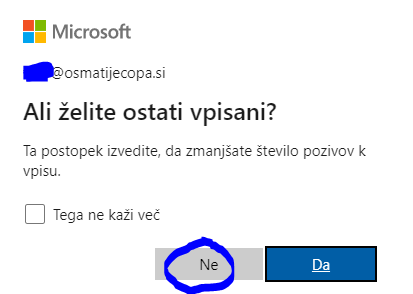 Microsoft
@osmatijecopa.si
Ali želite ostati vpisani?
Ta postopek izvedite, da zmanjšate število pozivov k
vpisu.
Tega ne kaži več
Ne Da